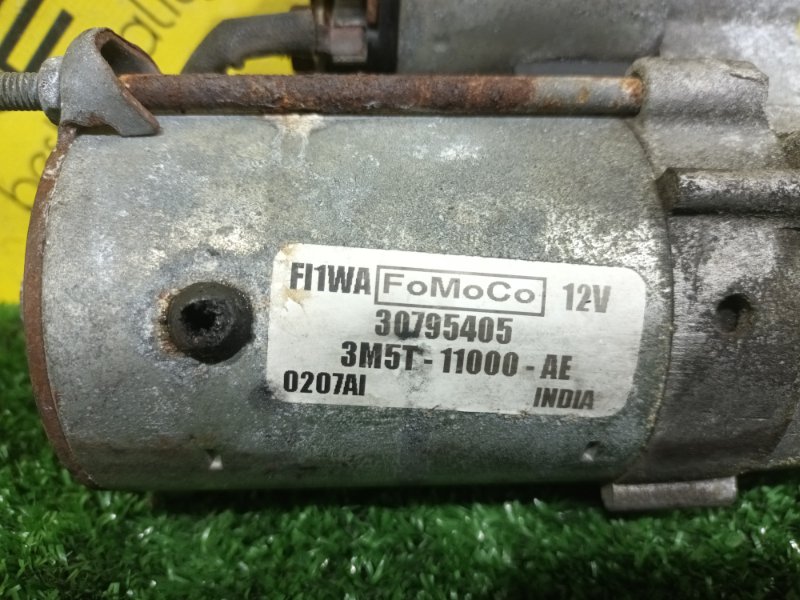 FI1WA FoMoCo 12V
30795405
3M5T - 11000 - AE
0207AI INDIA